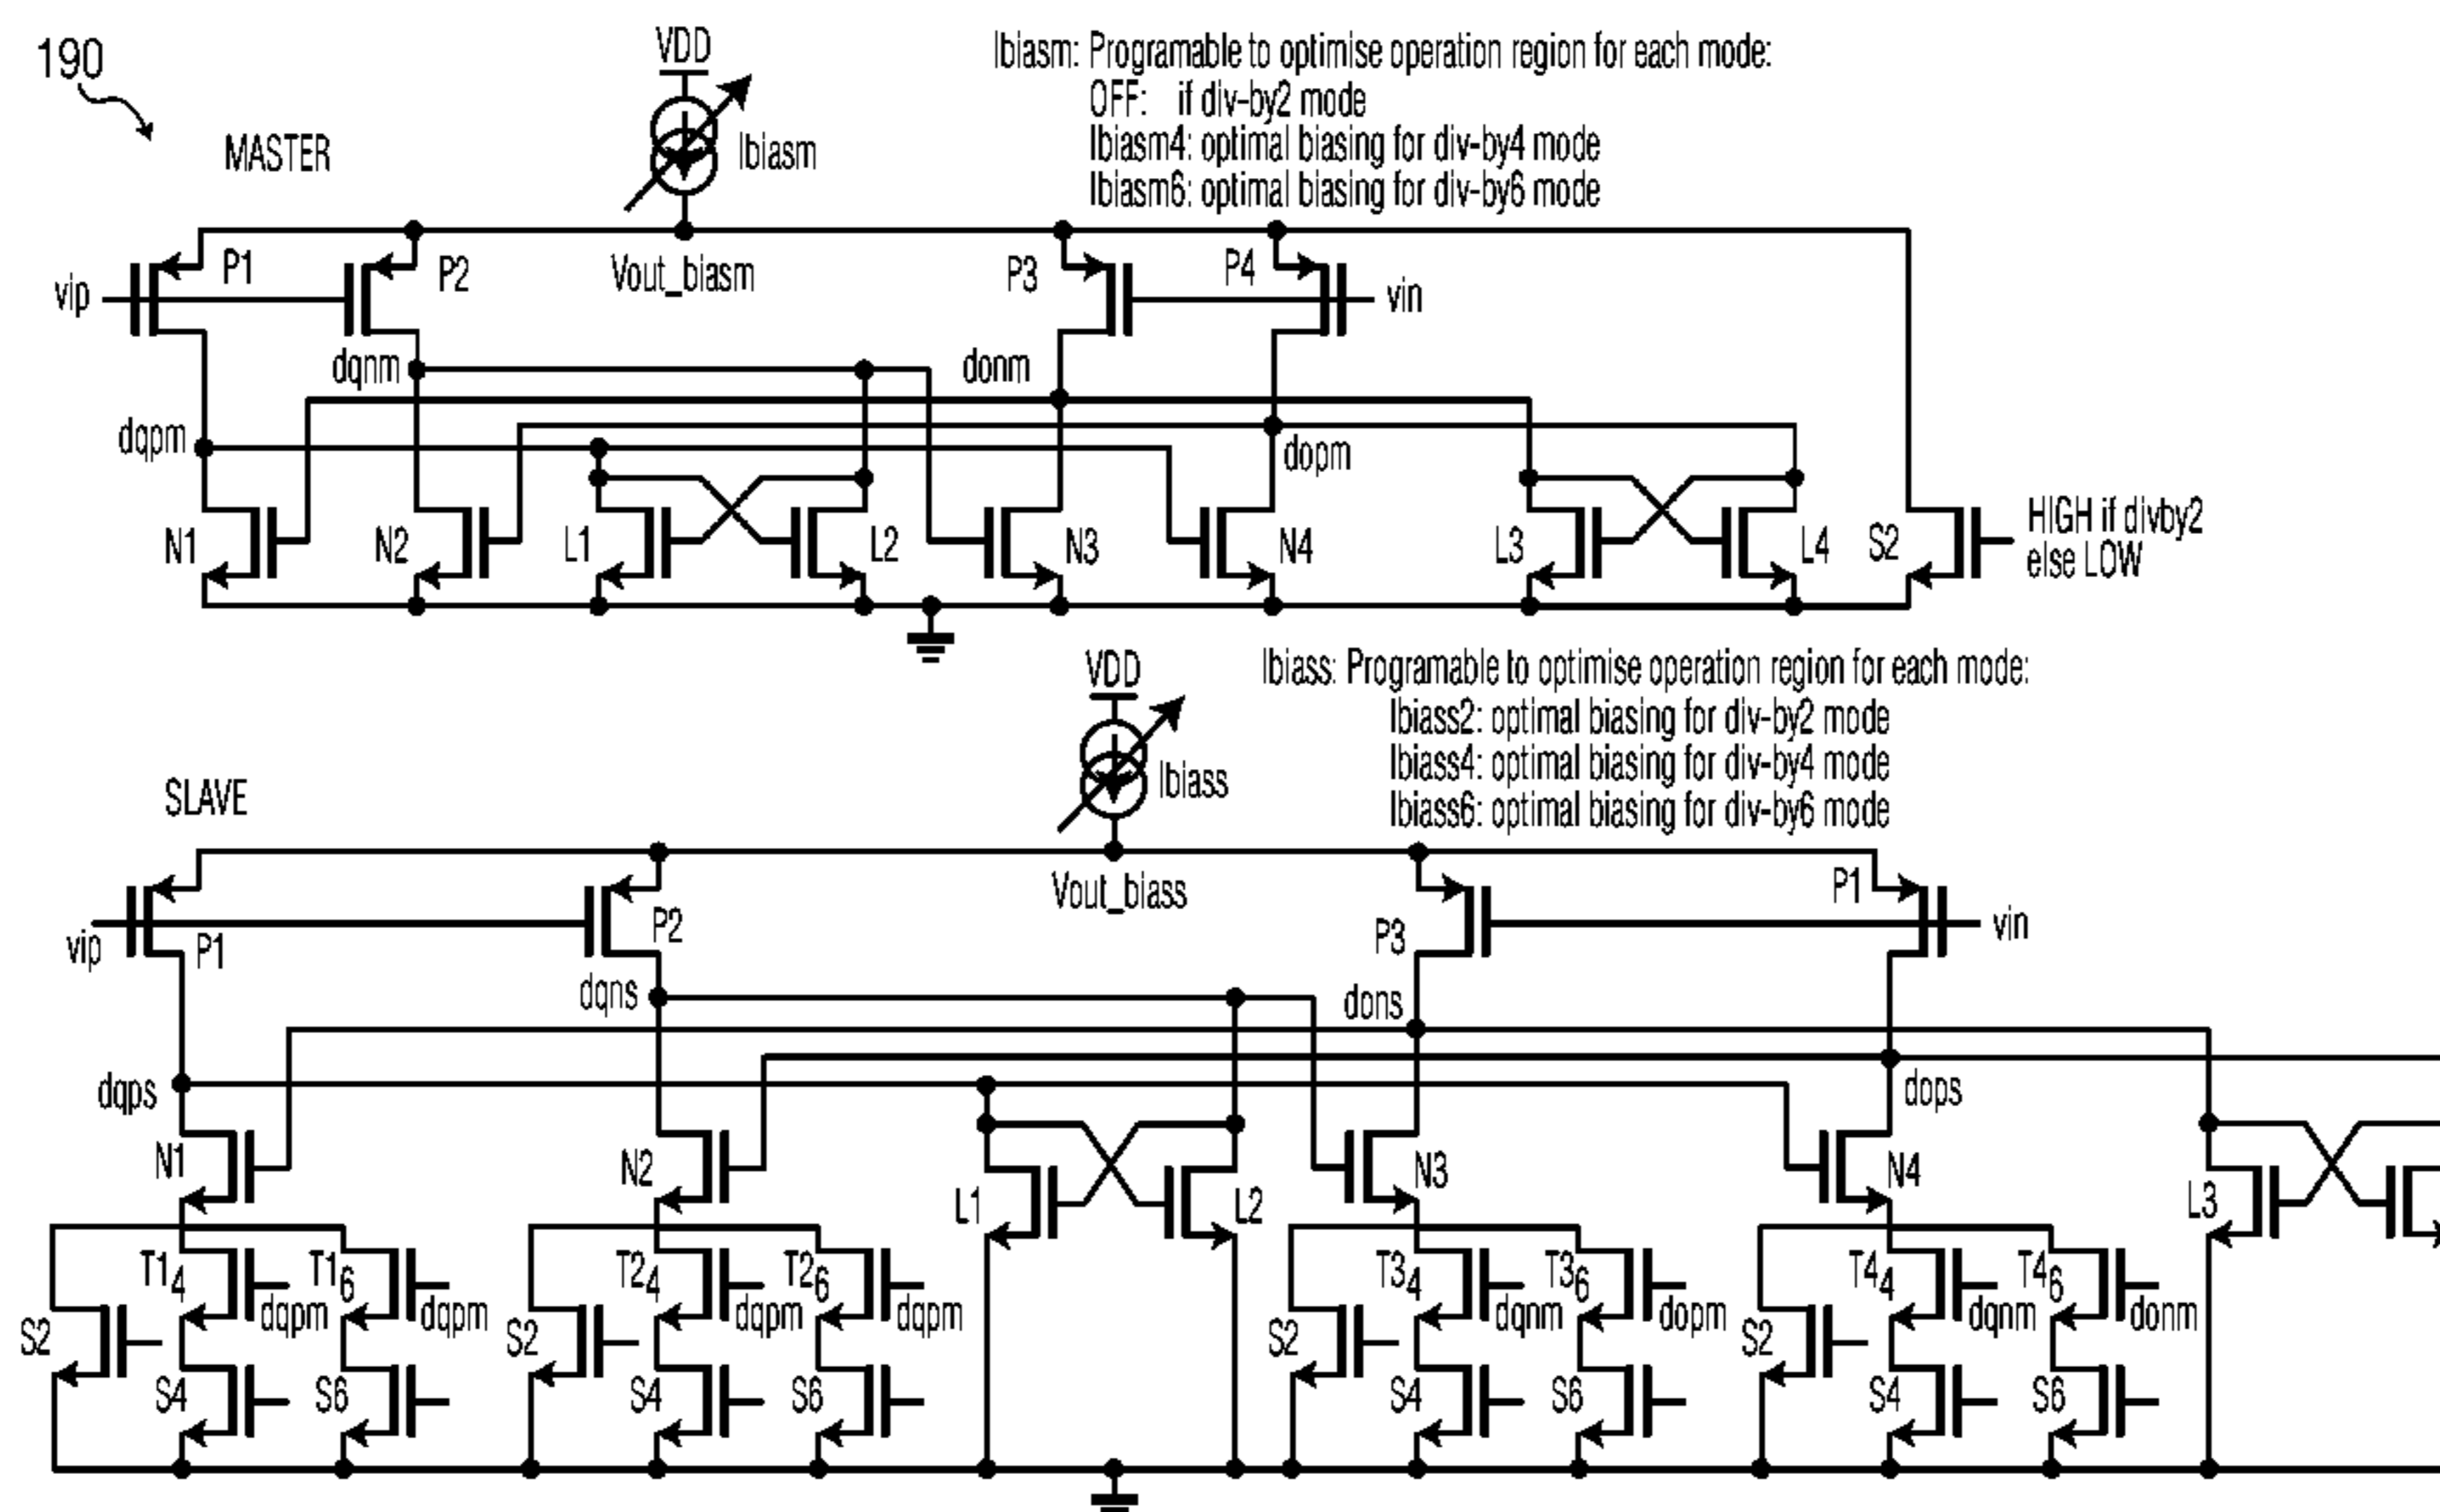 190
MASTER
VDD
Ibiasm
Ibiasm: Programable to optimise operation region for each mode:
OFF: if div-by2 mode
Ibiasm4: optimal biasing for div-by4 mode
Ibiasm6: optimal biasing for div-by6 mode
vip
P1
P2
Vout_biasm
P3
P4
vin
dqnm
donm
dqpm
dopm
N1
N2
L1
L2
N3
N4
L3
L4
S2
HIGH if divby2
else LOW
VDD
Ibiass
Ibiass: Programable to optimise operation region for each mode:
Ibiass2: optimal biasing for div-by2 mode
Ibiass4: optimal biasing for div-by4 mode
Ibiass6: optimal biasing for div-by6 mode
SLAVE
vip
P1
P2
Vout_biass
P3
P1
vin
dqns
dons
dqps
dops
N1
N2
L1
L2
N3
N4
L3
T14
dqpm
T16
dqpm
T24
dqpm
T26
dqpm
T34
dqnm
T36
dopm
T44
dqnm
T46
donm
S2
S4
S6
S2
S4
S6
S2
S4
S6
S2
S4
S6